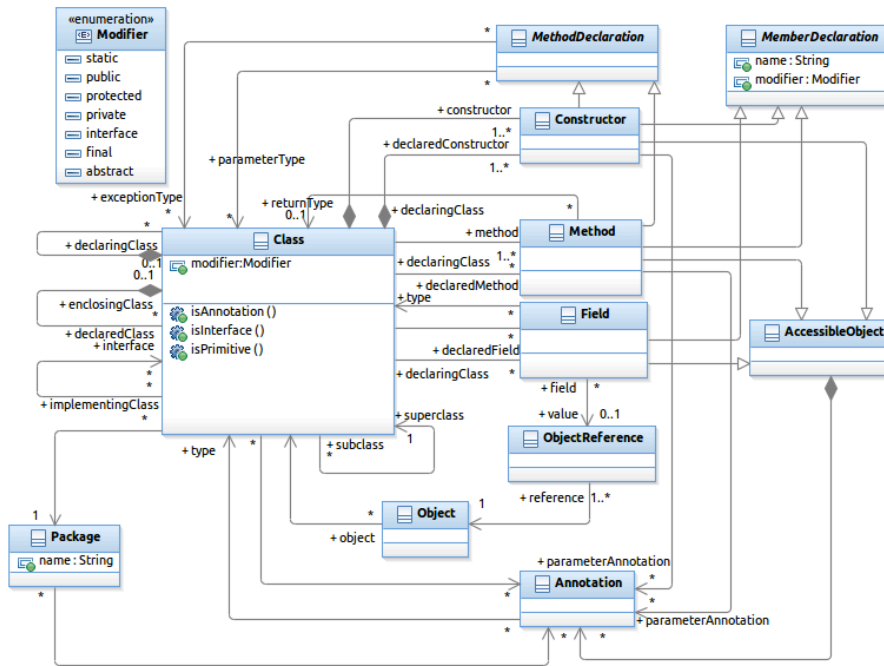 «enumeration»
Modifier
static
public
protected
private
interface
final
abstract
*
MethodDeclaration
*
MemberDeclaration
name : String
modifier : Modifier
+ constructor
1..*
Constructor
+ declaredConstructor
1..*
+ parameterType
+ exceptionType
*
*
+ returnType
0..1
+ declaringClass
*
Class
modifier:Modifier
isAnnotation ()
isInterface ()
isPrimitive ()
*
+ declaringClass
0..1
0..1
+ enclosingClass
*
+ declaredClass
+ interface
*
*
+ implementingClass
*
+ method
1..*
Method
+ declaringClass
*
+ declaredMethod
+ type
*
Field
*
+ declaredField
+ declaringClass
*
AccessibleObject
+ field
*
+ value
0..1
ObjectReference
+ superclass
1
+ subclass
*
+ type
*
+ reference
1..*
1
Object
*
+ object
1
Package
name : String
*
+ parameterAnnotation
*
Annotation
*
*
+ parameterAnnotation
*
*
*